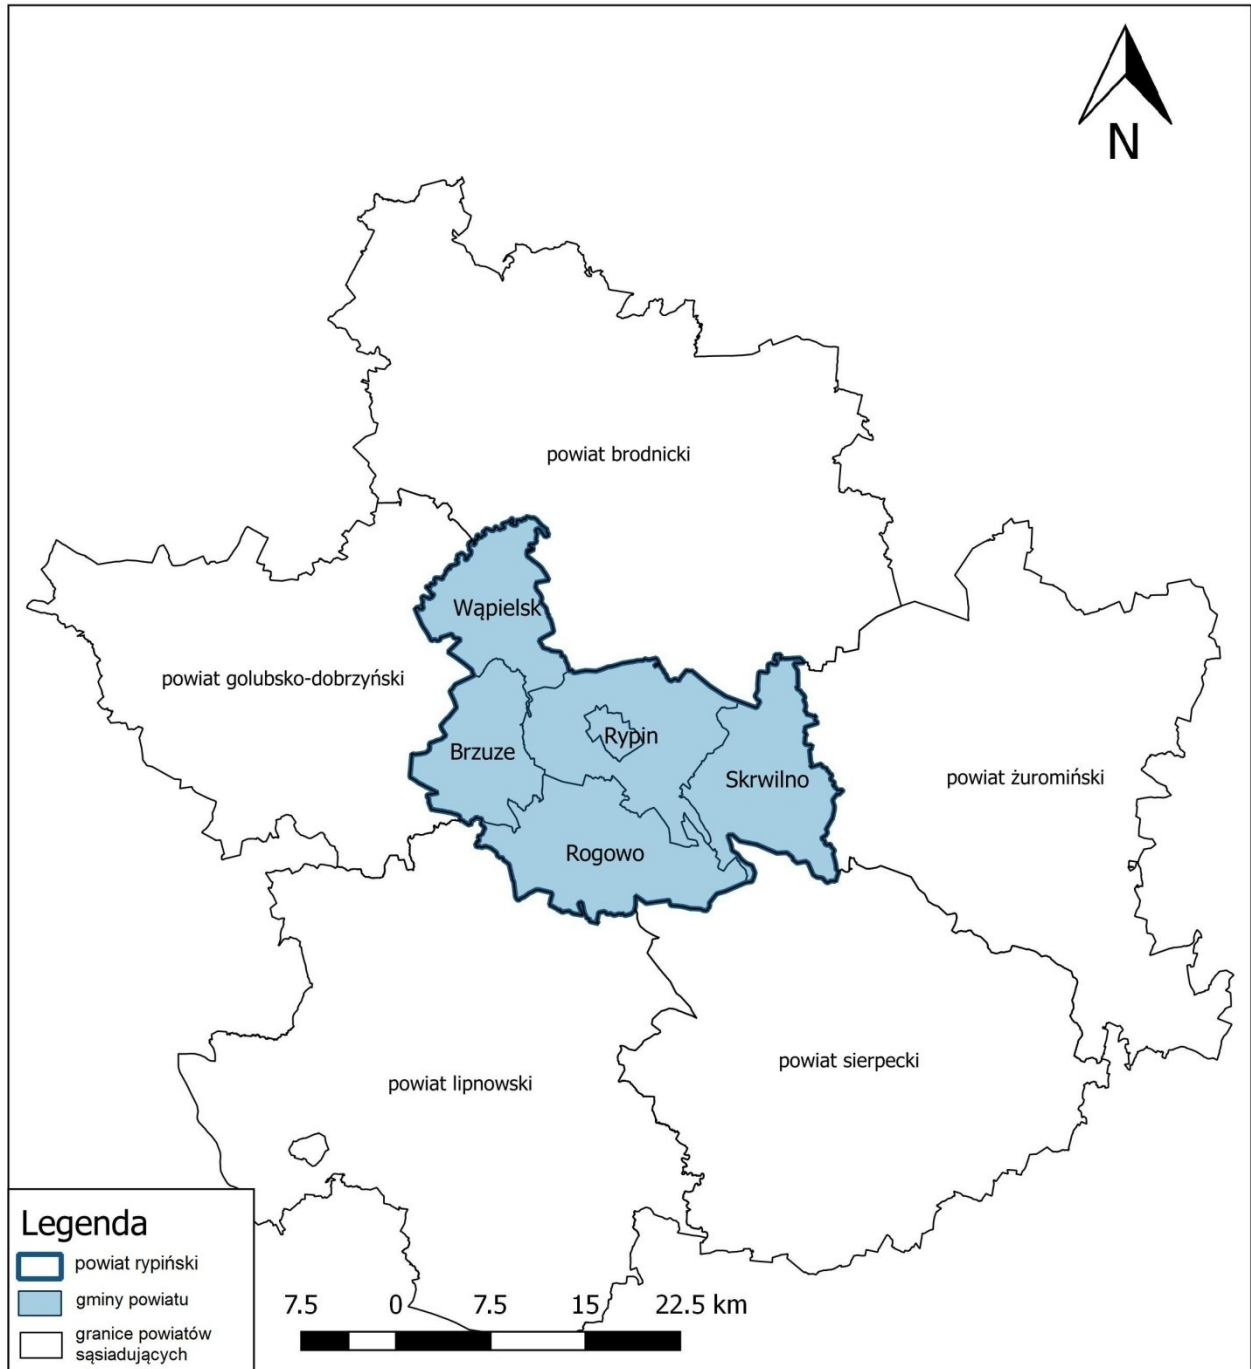 N
powiat brodnicki
Wąpielsk
powiat golubsko-dobrzyński
Rypin
Brzuze
Skrwilno
powiat żuromiński
Rogowo
powiat sierpecki
powiat lipnowski
Legenda
powiat rypiński
gminy powiatu
granice powiatów
sąsiadujących
7.5 0 7.5 15 22.5 km